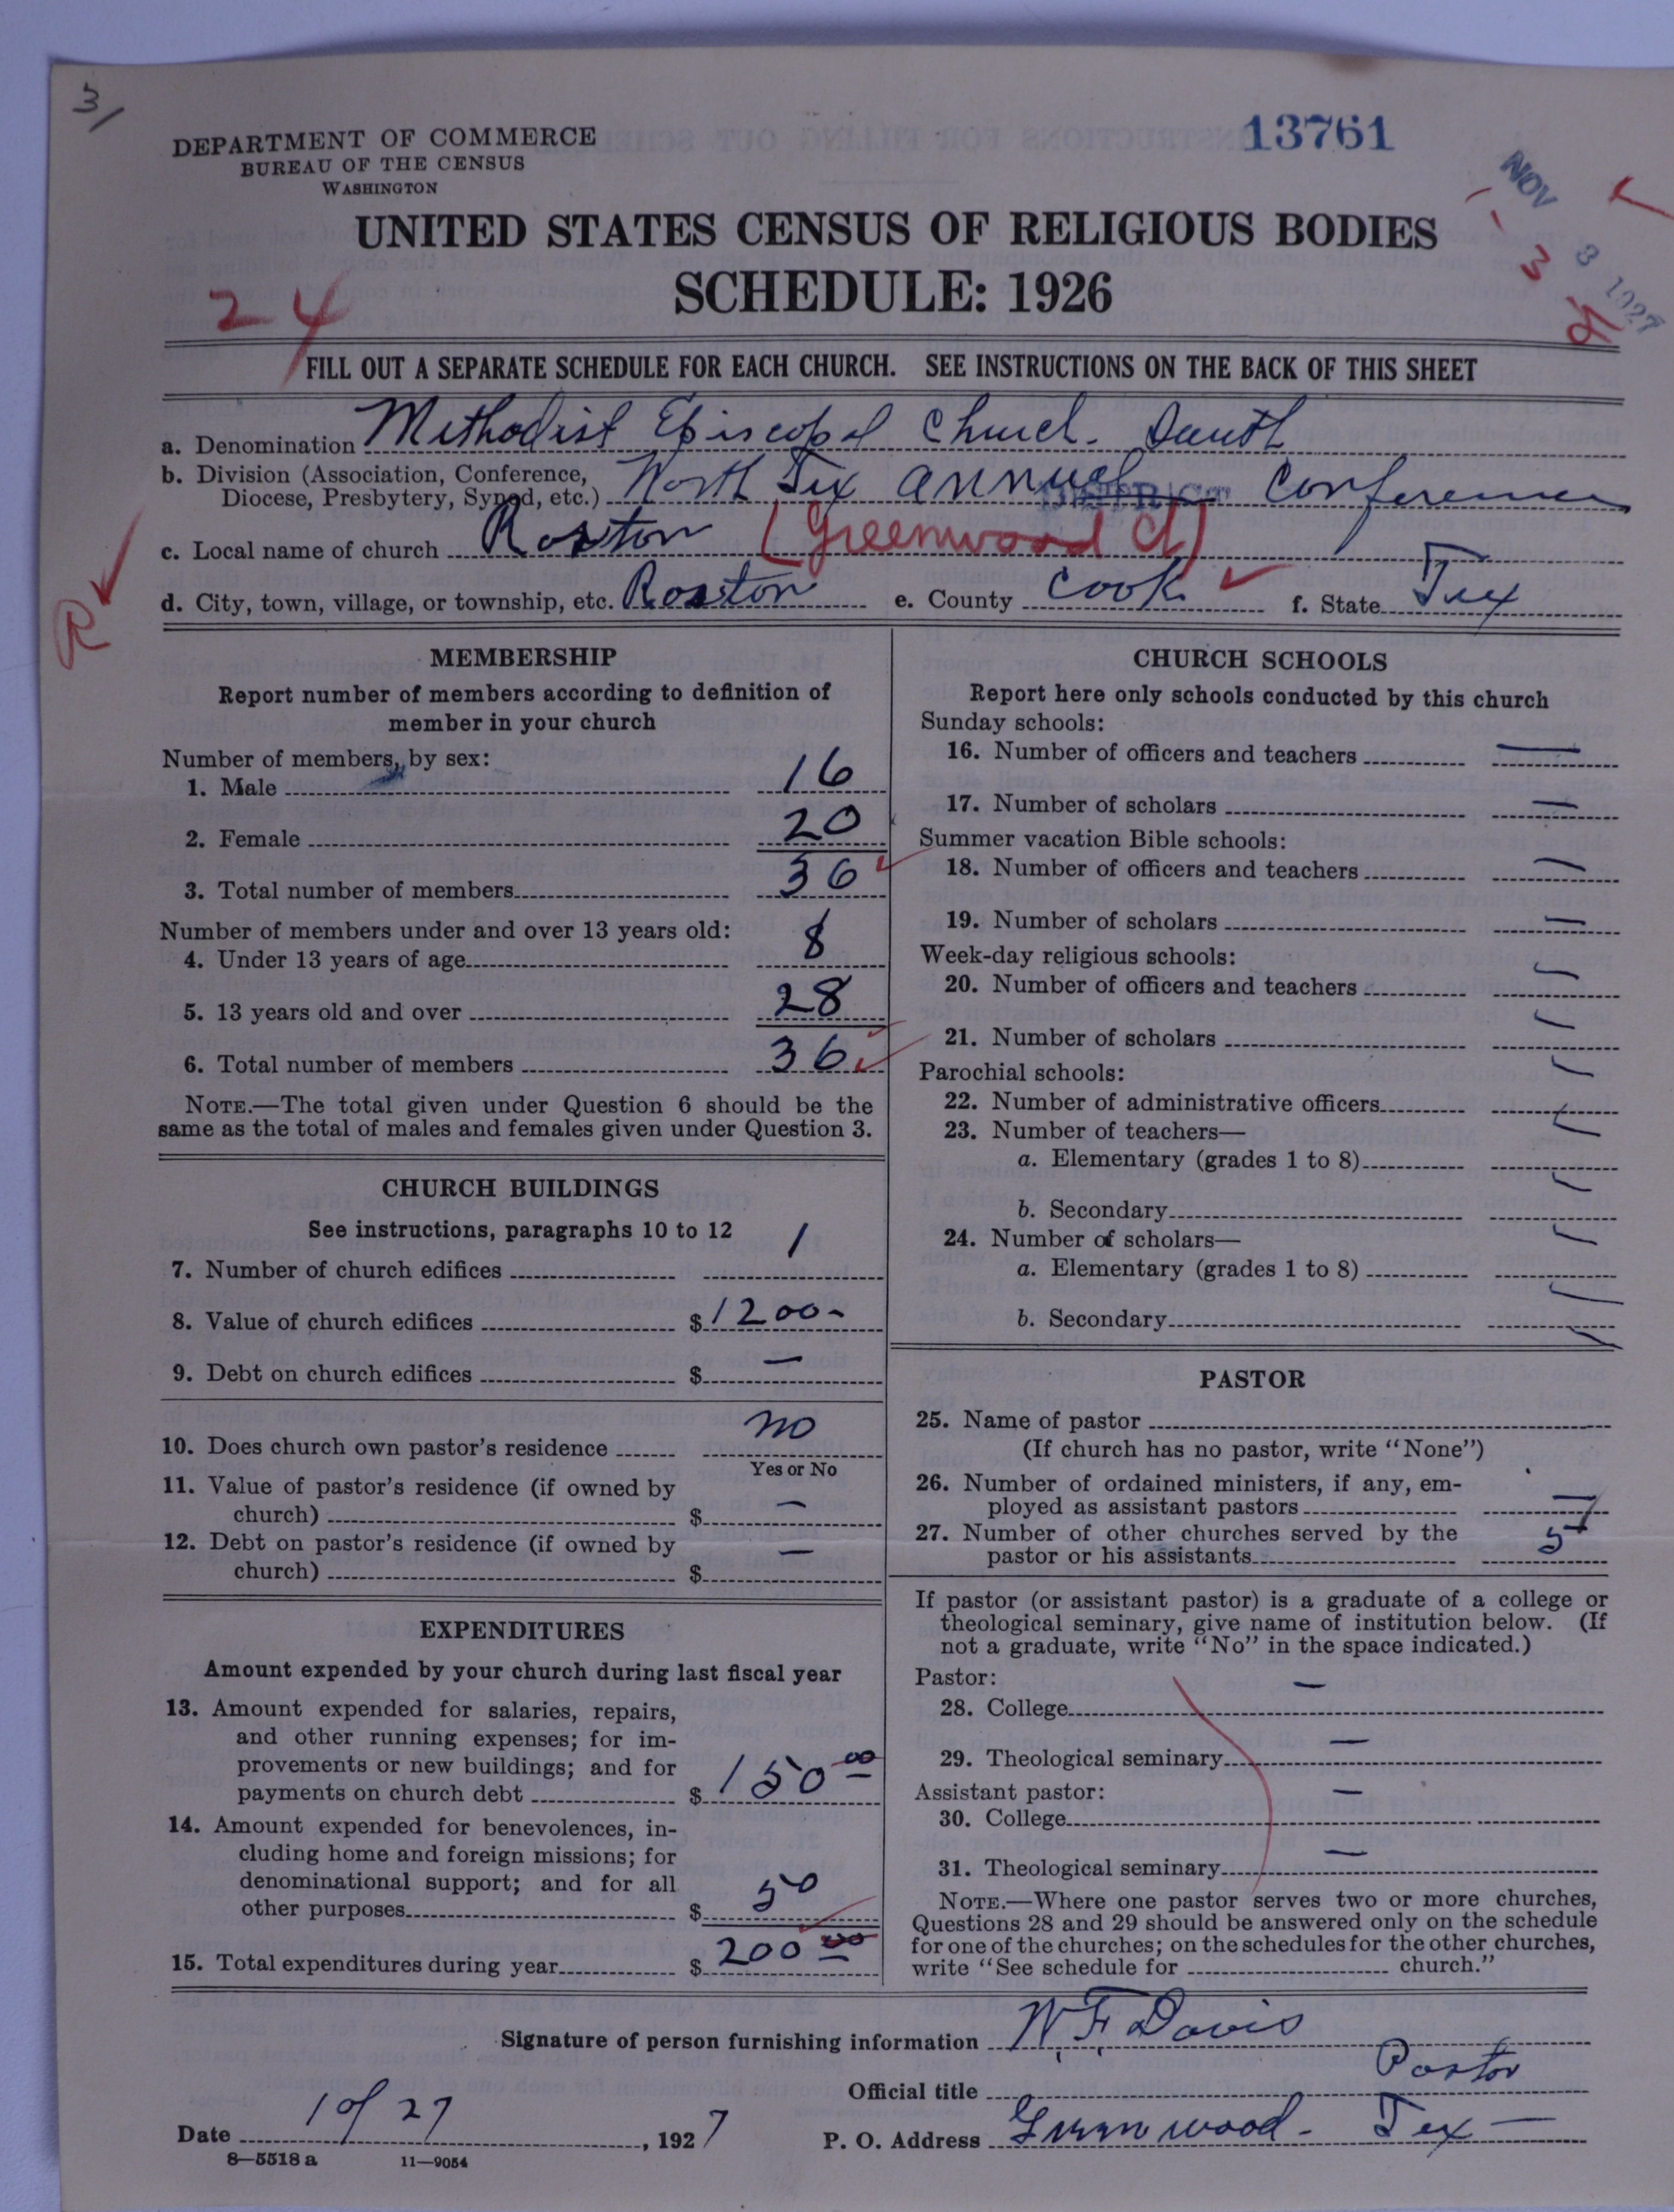 3/
13761
DEPARTMENT OF COMMERCE
BUREAU OF THE CENSUS
WASHINGTON
NOV 3 1927
UNITED STATES CENSUS OF RELIGIOUS BODIES
SCHEDULE: 1926
24
FILL OUT A SEPARATE SCHEDULE FOR EACH CHURCH. SEE INSTRUCTIONS ON THE BACK OF THIS SHEET
a. Denomination Methodist Episcopal Church. South
b. Division (Association, Conference,
Diocese, Presbytery, Synod, etc.) North Tex Annual Conference
DISTRICT
c. Local name of church Roston (Greenwood Ct)
d. City, town, village, or township, etc. Roston e. County Cook f. State Tex
R
MEMBERSHIP
Report number of members according to definition of
member in your church
Number of members, by sex:
1. Male 16
2. Female 20
3. Total number of members 36
Number of members under and over 13 years old:
4. Under 13 years of age 8
5. 13 years old and over 28
6. Total number of members 36
NOTE.—The total given under Question 6 should be the
same as the total of males and females given under Question 3.
CHURCH BUILDINGS
See instructions, paragraphs 10 to 12
7. Number of church edifices 1
8. Value of church edifices $1200-
9. Debt on church edifices $ —
10. Does church own pastor's residence no
Yes or No
11. Value of pastor's residence (if owned by
church) $ —
12. Debt on pastor's residence (if owned by
church) $ —
EXPENDITURES
Amount expended by your church during last fiscal year
13. Amount expended for salaries, repairs,
and other running expenses; for im-
provements or new buildings; and for
payments on church debt $ 150 00
14. Amount expended for benevolences, in-
cluding home and foreign missions; for
denominational support; and for all
other purposes $ 50
15. Total expenditures during year $ 200 00
CHURCH SCHOOLS
Report here only schools conducted by this church
Sunday schools:
16. Number of officers and teachers —
17. Number of scholars —
Summer vacation Bible schools:
18. Number of officers and teachers —
19. Number of scholars —
Week-day religious schools:
20. Number of officers and teachers —
21. Number of scholars —
Parochial schools:
22. Number of administrative officers —
23. Number of teachers—
a. Elementary (grades 1 to 8) —
b. Secondary —
24. Number of scholars—
a. Elementary (grades 1 to 8) —
b. Secondary —
PASTOR
25. Name of pastor
(If church has no pastor, write "None")
26. Number of ordained ministers, if any, em-
ployed as assistant pastors —
27. Number of other churches served by the
pastor or his assistants 5
If pastor (or assistant pastor) is a graduate of a college or
theological seminary, give name of institution below. (If
not a graduate, write "No" in the space indicated.)
Pastor:
28. College —
29. Theological seminary —
Assistant pastor:
30. College —
31. Theological seminary —
NOTE.—Where one pastor serves two or more churches,
Questions 28 and 29 should be answered only on the schedule
for one of the churches; on the schedules for the other churches,
write "See schedule for church."
Signature of person furnishing information W. F. Davis
Official title Pastor
Date 10/27, 1927 P. O. Address Greenwood - Tex —
8—5518 a 11—9054